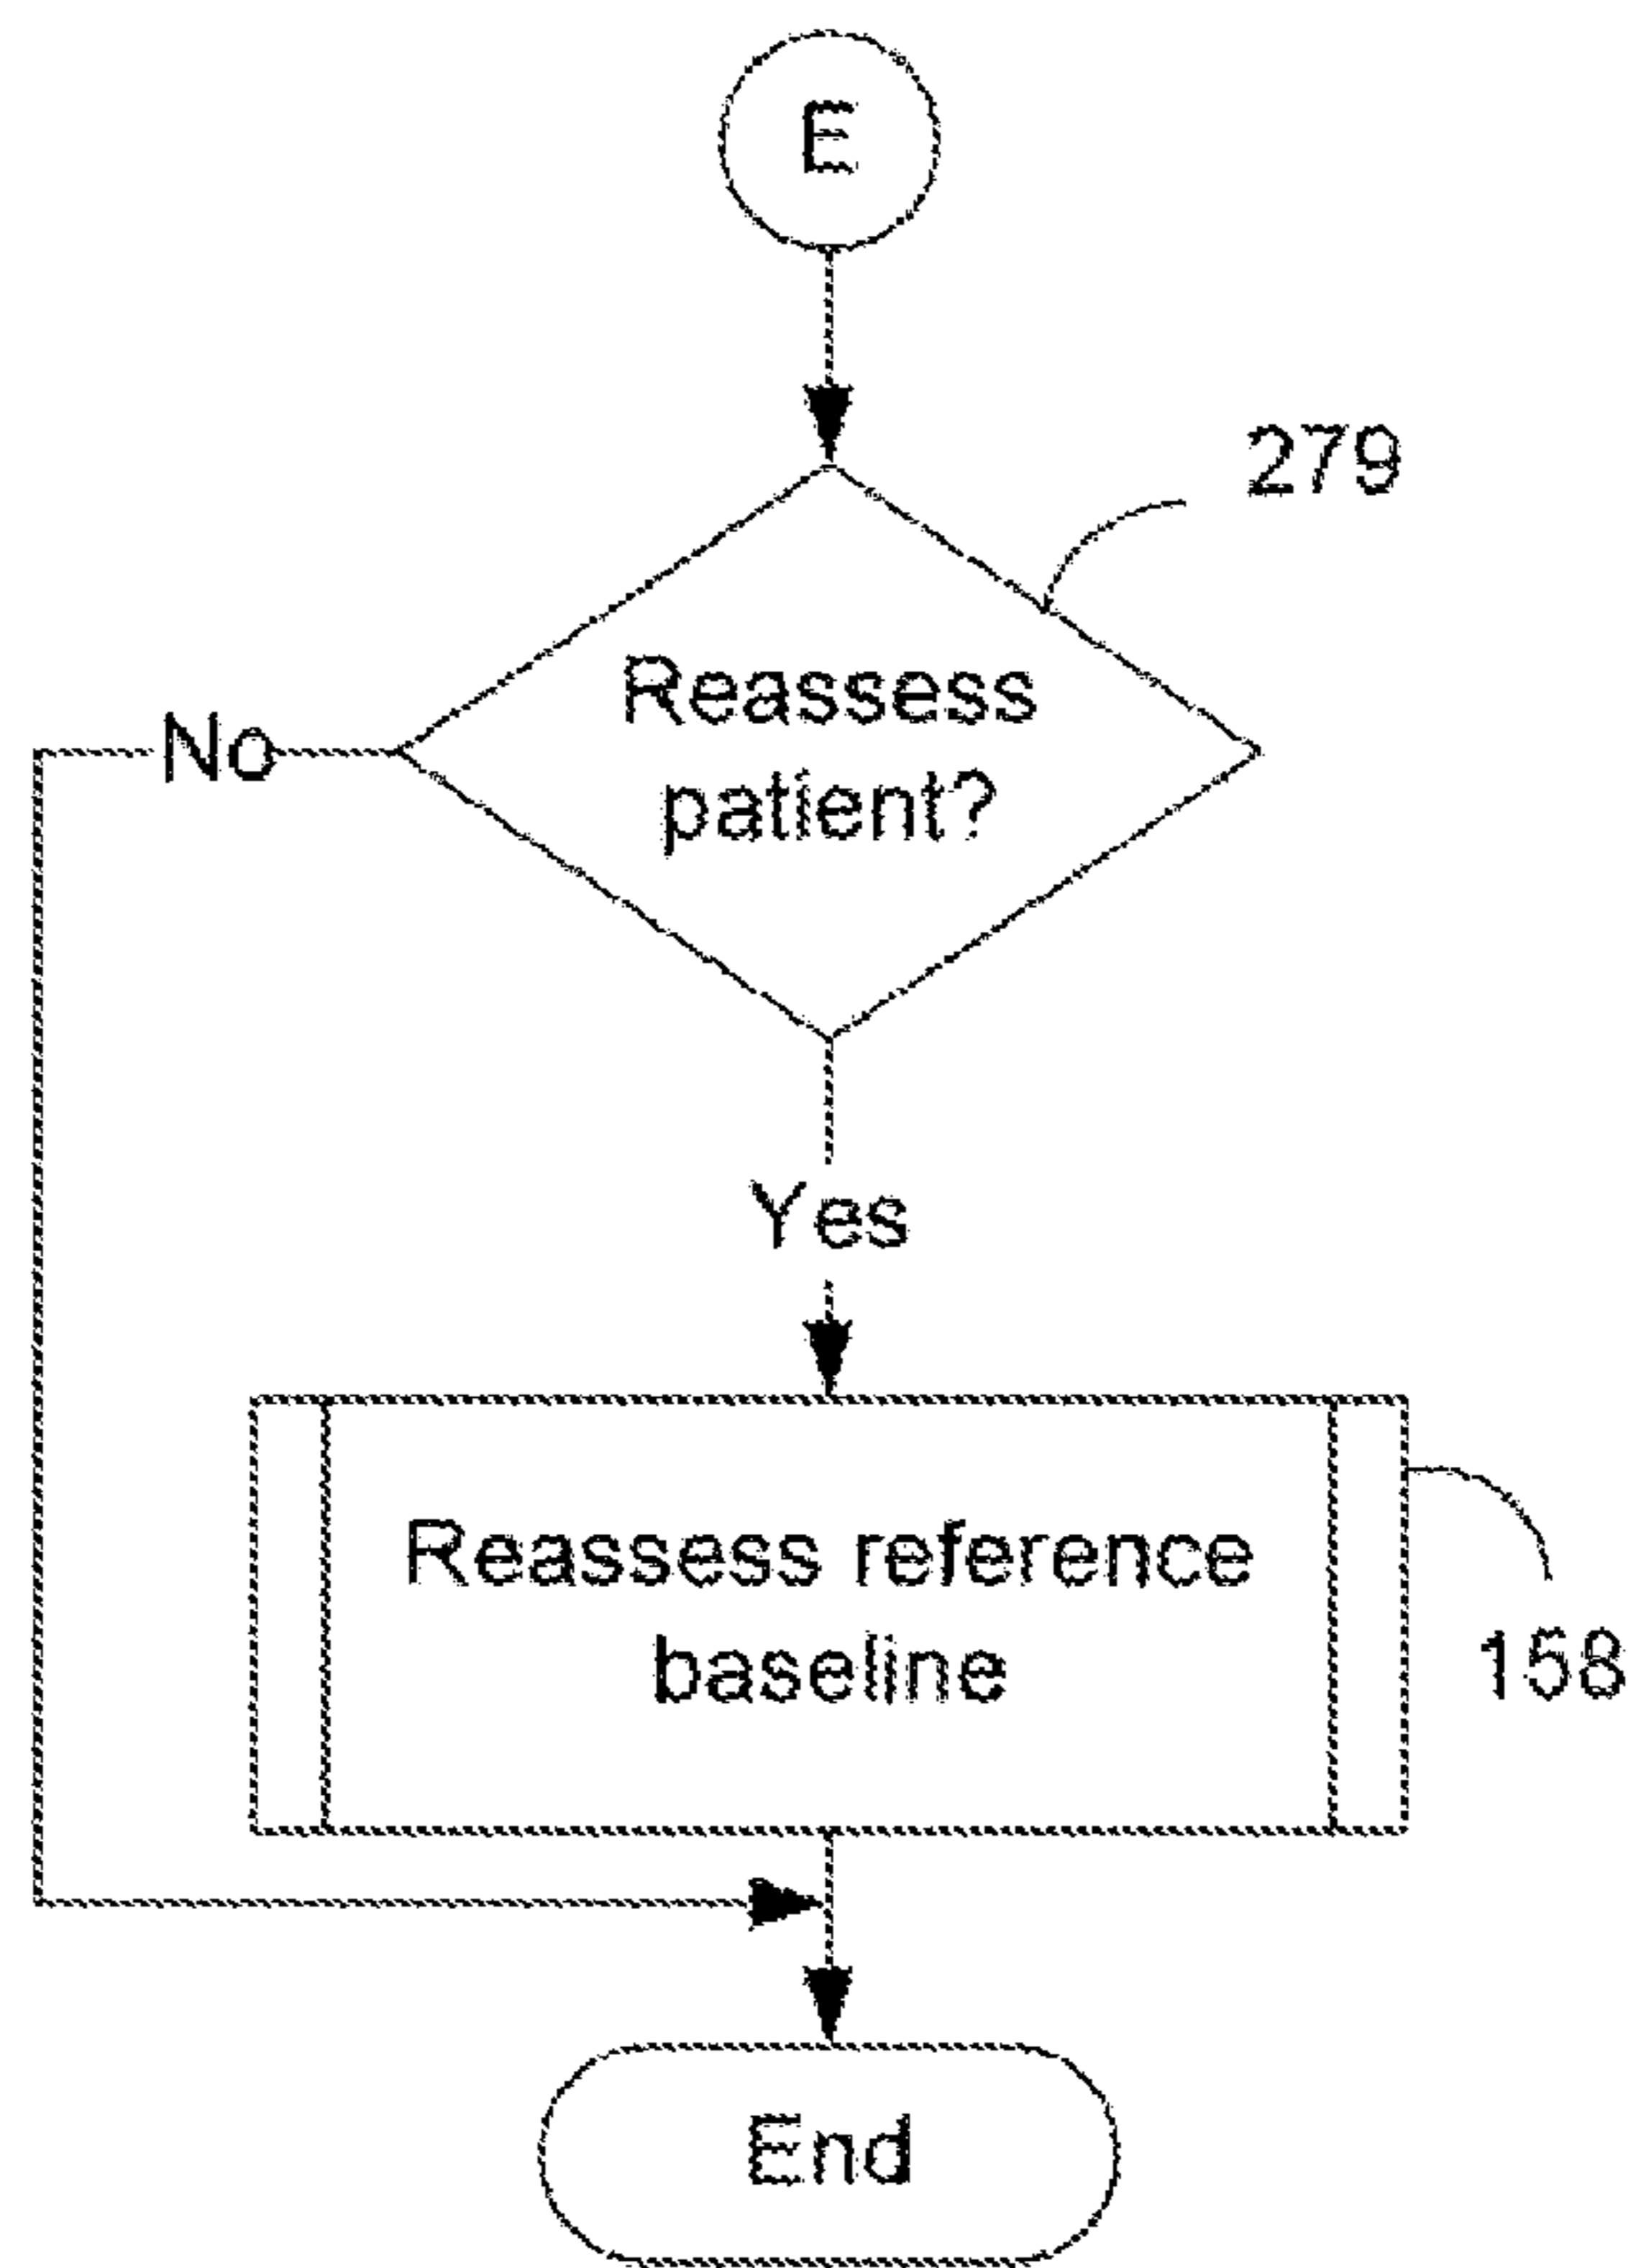 E
279
Reassess
patient?
No
Yes
Reassess reference
baseline
158
End